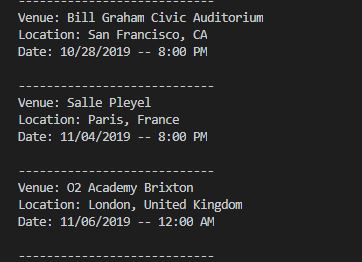 ----------------------------
Venue: Bill Graham Civic Auditorium
Location: San Francisco, CA
Date: 10/28/2019 -- 8:00 PM
----------------------------
Venue: Salle Pleyel
Location: Paris, France
Date: 11/04/2019 -- 8:00 PM
----------------------------
Venue: O2 Academy Brixton
Location: London, United Kingdom
Date: 11/06/2019 -- 12:00 AM
----------------------------